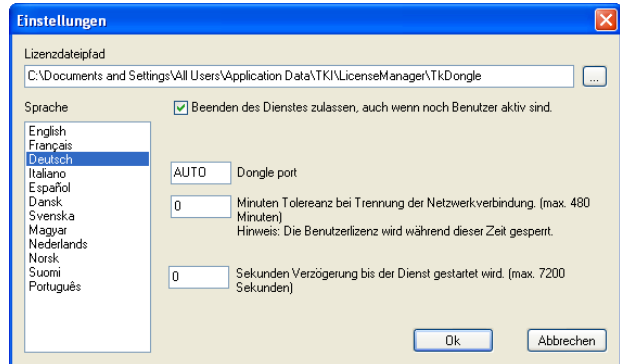 Einstellungen
Lizenzdateipfad
C:\Documents and Settings\All Users\Application Data\TKI\LicenseManager\TkDongle
...
Sprache
Beenden des Dienstes zulassen, auch wenn noch Benutzer aktiv sind.
English
Français
Deutsch
Italiano
Español
Dansk
Svenska
Magyar
Nederlands
Norsk
Suomi
Português
AUTO
Dongle port
0
Minuten Tolereanz bei Trennung der Netzwerkverbindung. (max. 480
Minuten)
Hinweis: Die Benutzerlizenz wird während dieser Zeit gesperrt.
0
Sekunden Verzögerung bis der Dienst gestartet wird. (max. 7200
Sekunden)
Ok
Abbrechen